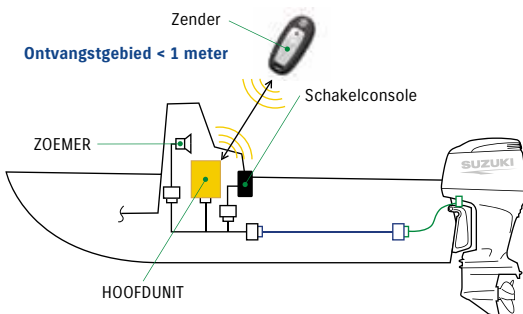 Zender
Ontvangstgebied < 1 meter
Schakelconsole
ZOEMER
SUZUKI
HOOFDUNIT